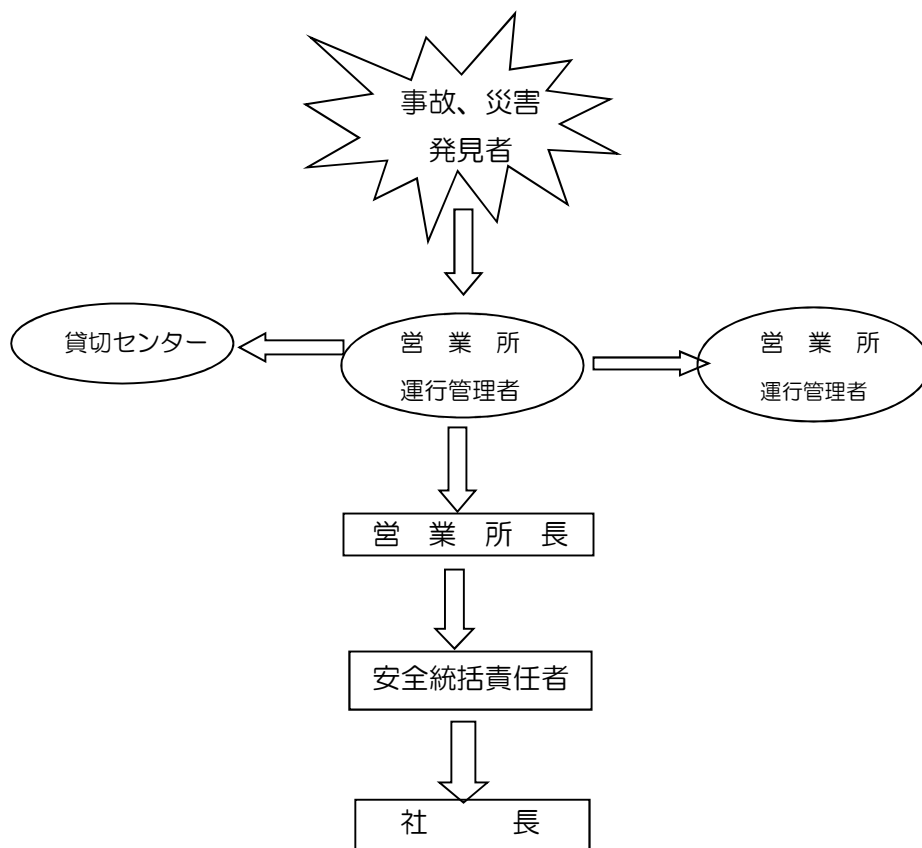 事故、災害
発見者
貸切センター
営　業　所
運行管理者
営　業　所
運行管理者
営　業　所　長
安全統括責任者
社　　　長